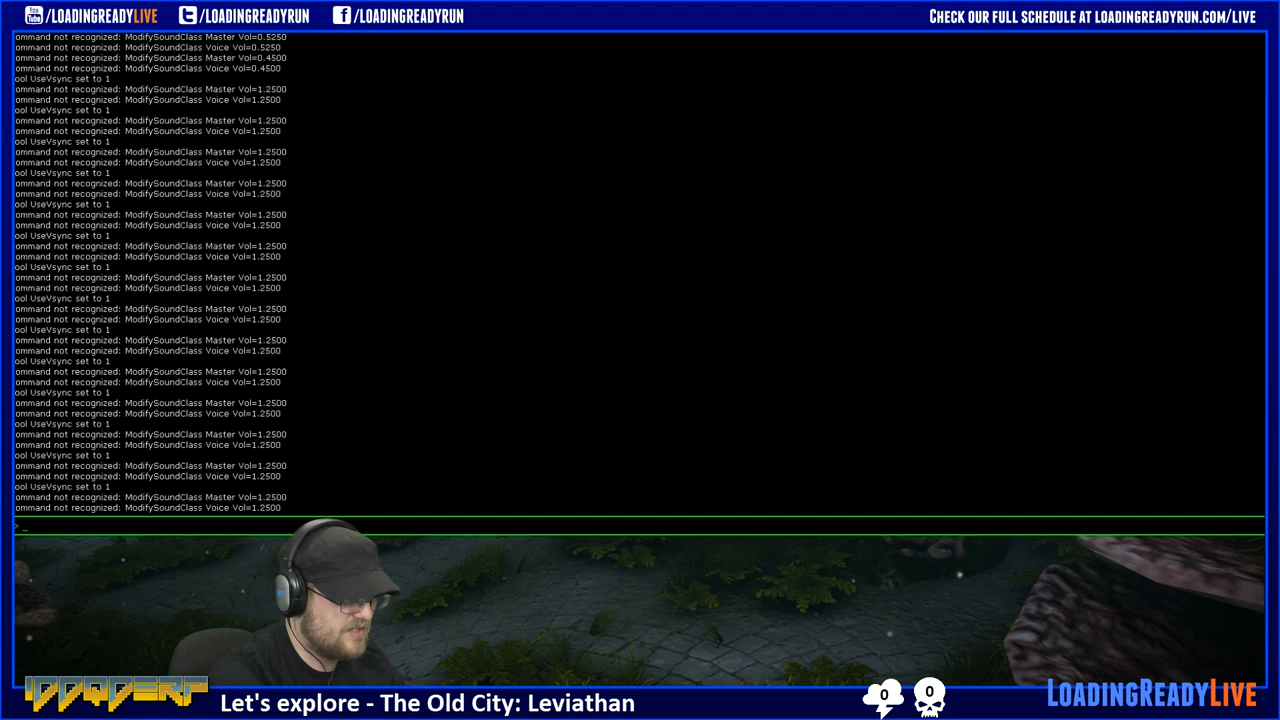 You Tube /LOADINGREADYLIVE
/LOADINGREADYRUN
/LOADINGREADYRUN
CHECK OUR FULL SCHEDULE AT LOADINGREADYRUN.COM/LIVE
ommand not recognized: ModifySoundClass Master Vol=0.5250
ommand not recognized: ModifySoundClass Voice Vol=0.5250
ommand not recognized: ModifySoundClass Master Vol=0.4500
ommand not recognized: ModifySoundClass Voice Vol=0.4500
ool UseVsync set to 1
ommand not recognized: ModifySoundClass Master Vol=1.2500
ommand not recognized: ModifySoundClass Voice Vol=1.2500
ool UseVsync set to 1
ommand not recognized: ModifySoundClass Master Vol=1.2500
ommand not recognized: ModifySoundClass Voice Vol=1.2500
ool UseVsync set to 1
ommand not recognized: ModifySoundClass Master Vol=1.2500
ommand not recognized: ModifySoundClass Voice Vol=1.2500
ool UseVsync set to 1
ommand not recognized: ModifySoundClass Master Vol=1.2500
ommand not recognized: ModifySoundClass Voice Vol=1.2500
ool UseVsync set to 1
ommand not recognized: ModifySoundClass Master Vol=1.2500
ommand not recognized: ModifySoundClass Voice Vol=1.2500
ool UseVsync set to 1
ommand not recognized: ModifySoundClass Master Vol=1.2500
ommand not recognized: ModifySoundClass Voice Vol=1.2500
ool UseVsync set to 1
ommand not recognized: ModifySoundClass Master Vol=1.2500
ommand not recognized: ModifySoundClass Voice Vol=1.2500
ool UseVsync set to 1
ommand not recognized: ModifySoundClass Master Vol=1.2500
ommand not recognized: ModifySoundClass Voice Vol=1.2500
ool UseVsync set to 1
ommand not recognized: ModifySoundClass Master Vol=1.2500
ommand not recognized: ModifySoundClass Voice Vol=1.2500
ool UseVsync set to 1
ommand not recognized: ModifySoundClass Master Vol=1.2500
ommand not recognized: ModifySoundClass Voice Vol=1.2500
ool UseVsync set to 1
ommand not recognized: ModifySoundClass Master Vol=1.2500
ommand not recognized: ModifySoundClass Voice Vol=1.2500
ool UseVsync set to 1
ommand not recognized: ModifySoundClass Master Vol=1.2500
ommand not recognized: ModifySoundClass Voice Vol=1.2500
ool UseVsync set to 1
ommand not recognized: ModifySoundClass Master Vol=1.2500
ommand not recognized: ModifySoundClass Voice Vol=1.2500
ool UseVsync set to 1
ommand not recognized: ModifySoundClass Master Vol=1.2500
ommand not recognized: ModifySoundClass Voice Vol=1.2500
> _
IDDQDERP
Let's explore - The Old City: Leviathan
0
0
LOADINGREADYLIVE